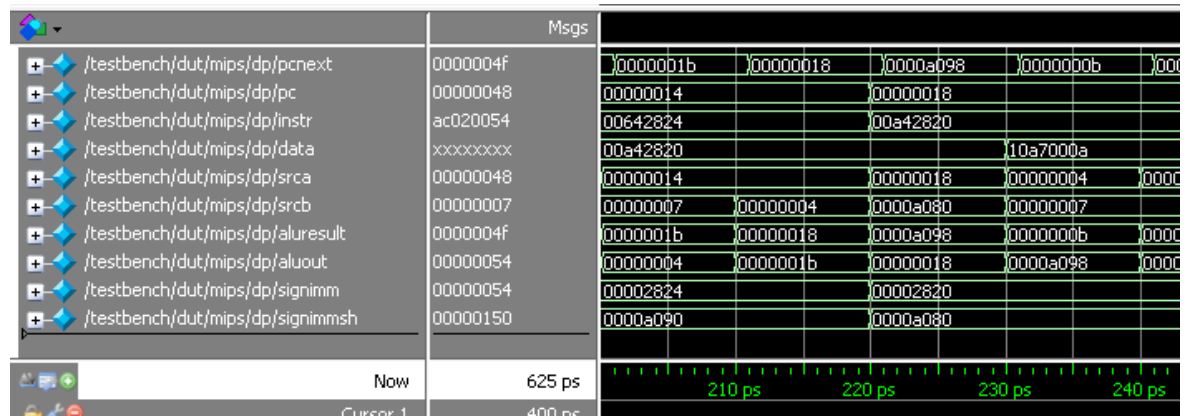 Msgs
/testbench/dut/mips/dp/pcnext 0000004f 0000001b 00000018 0000a098 0000000b 000
/testbench/dut/mips/dp/pc 00000048 00000014 00000018
/testbench/dut/mips/dp/instr ac020054 00642824 00a42820
/testbench/dut/mips/dp/data xxxxxxxx 00a42820 10a7000a
/testbench/dut/mips/dp/srca 00000048 00000014 00000018 00000004 0000
/testbench/dut/mips/dp/srcb 00000007 00000007 00000004 0000a080 00000007
/testbench/dut/mips/dp/aluresult 0000004f 0000001b 00000018 0000a098 0000000b 0000
/testbench/dut/mips/dp/aluout 00000054 00000004 0000001b 00000018 0000a098 0000
/testbench/dut/mips/dp/signimm 00000054 00002824 00002820
/testbench/dut/mips/dp/signimmsh 00000150 0000a090 0000a080
Now 625 ps 210 ps 220 ps 230 ps 240 ps
Cursor 1 400 ps